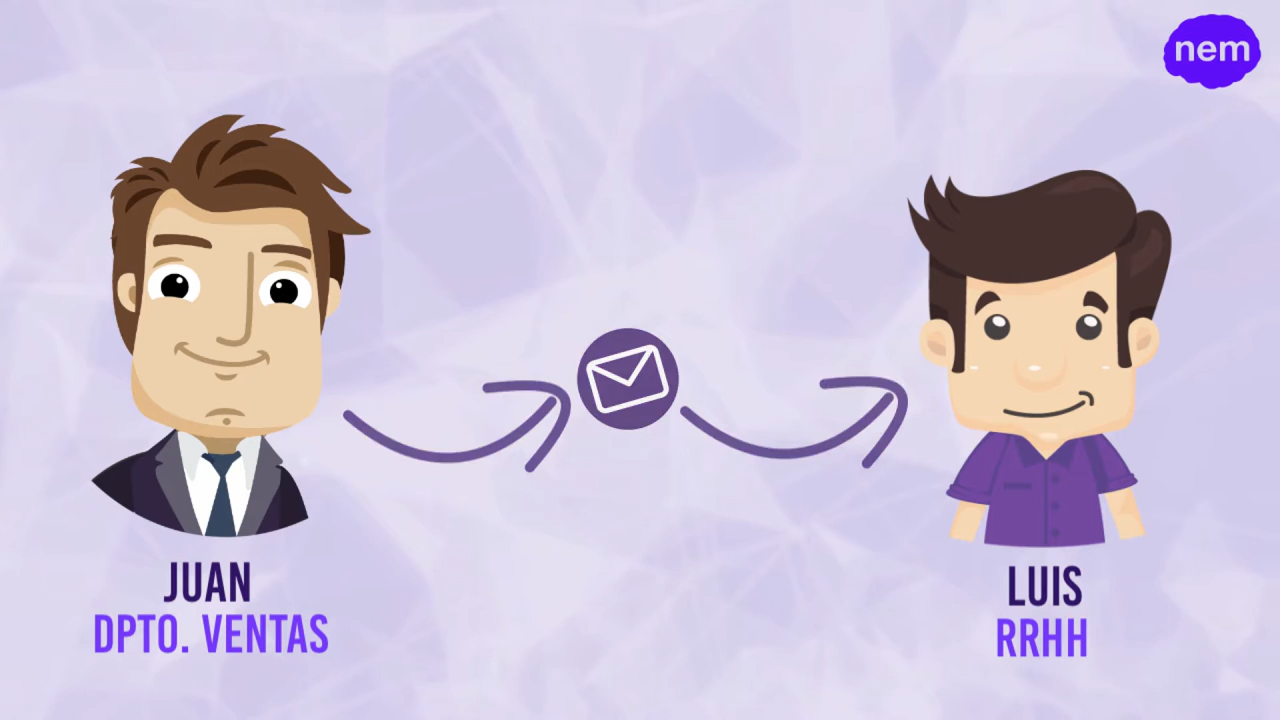 nem
JUAN
DPTO. VENTAS
LUIS
RRHH